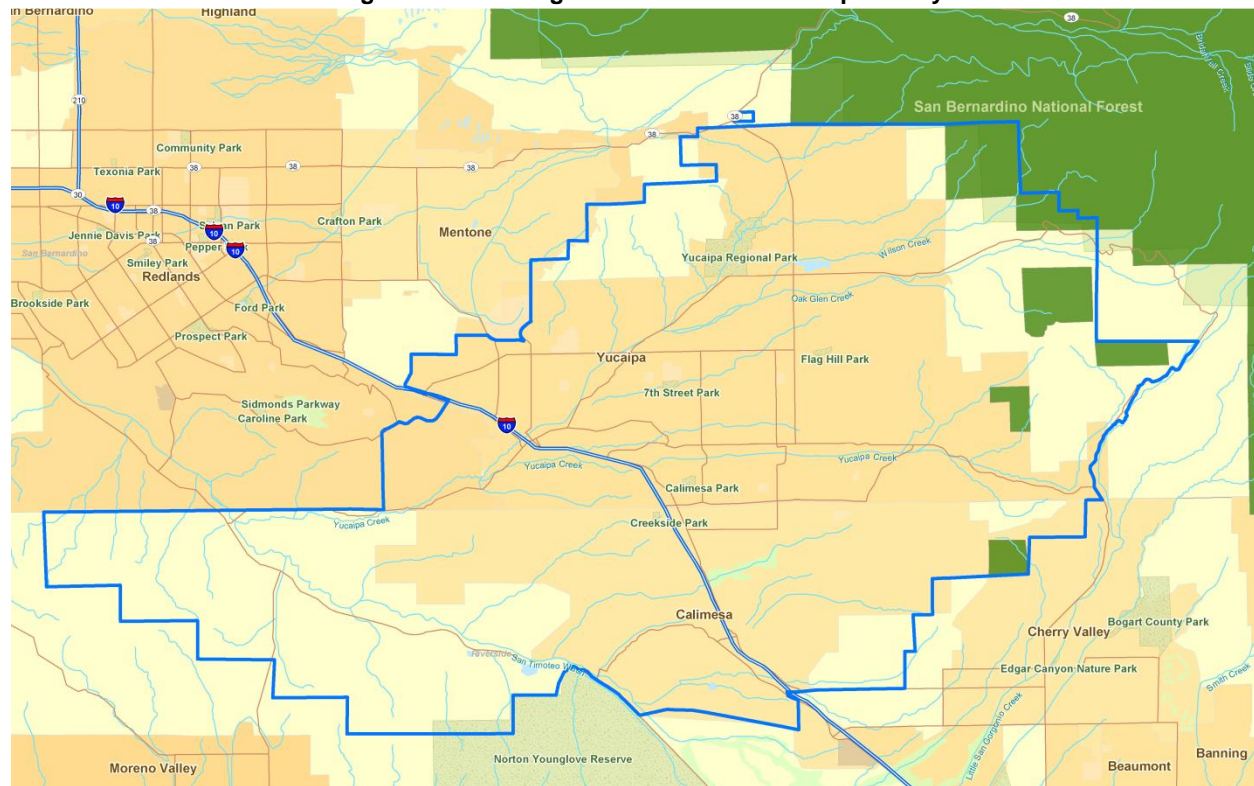 Highland
38
210
San Bernardino National Forest
38
38
Community Park
38
38
Texonia Park
30
10
38
Crafton Park
10
Jennie Davis Park
38
10
Mentone
Wilson Creek
San Bernardino
Smiley Park
Yucaipa Regional Park
Redlands
Brookside Park
Ford Park
Oak Glen Creek
Prospect Park
Yucaipa
Flag Hill Park
7th Street Park
Sidmonds Parkway
Caroline Park
10
Yucaipa Creek
Yucaipa Creek
Calimesa Park
Yucaipa Creek
Creekside Park
Calimesa
Bogart County Park
Cherry Valley
Riverside
San Timoteo Wash
Edgar Canyon Nature Park
Smith Creek
Little San Gorgonio Creek
Norton Younglove Reserve
Moreno Valley
Beaumont
Banning